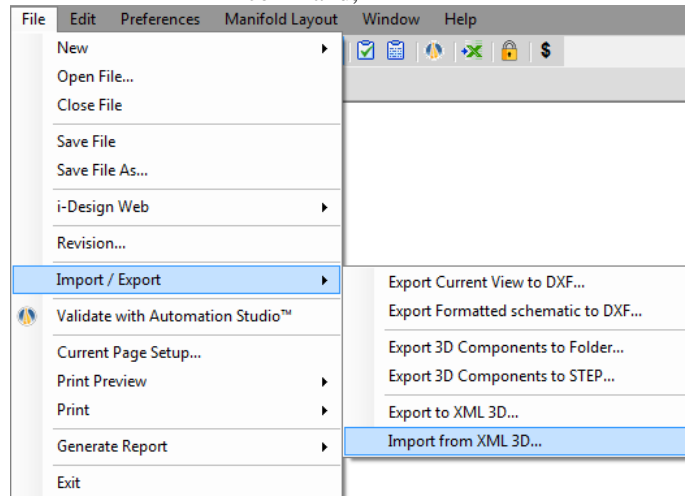 File Edit Preferences Manifold Layout Window Help
New
Open File...
Close File
Save File
Save File As...
i-Design Web
Revision...
Import / Export
Validate with Automation Studio™
Current Page Setup...
Print Preview
Print
Generate Report
Exit
Export Current View to DXF...
Export Formatted schematic to DXF...
Export 3D Components to Folder...
Export 3D Components to STEP...
Export to XML 3D...
Import from XML 3D...